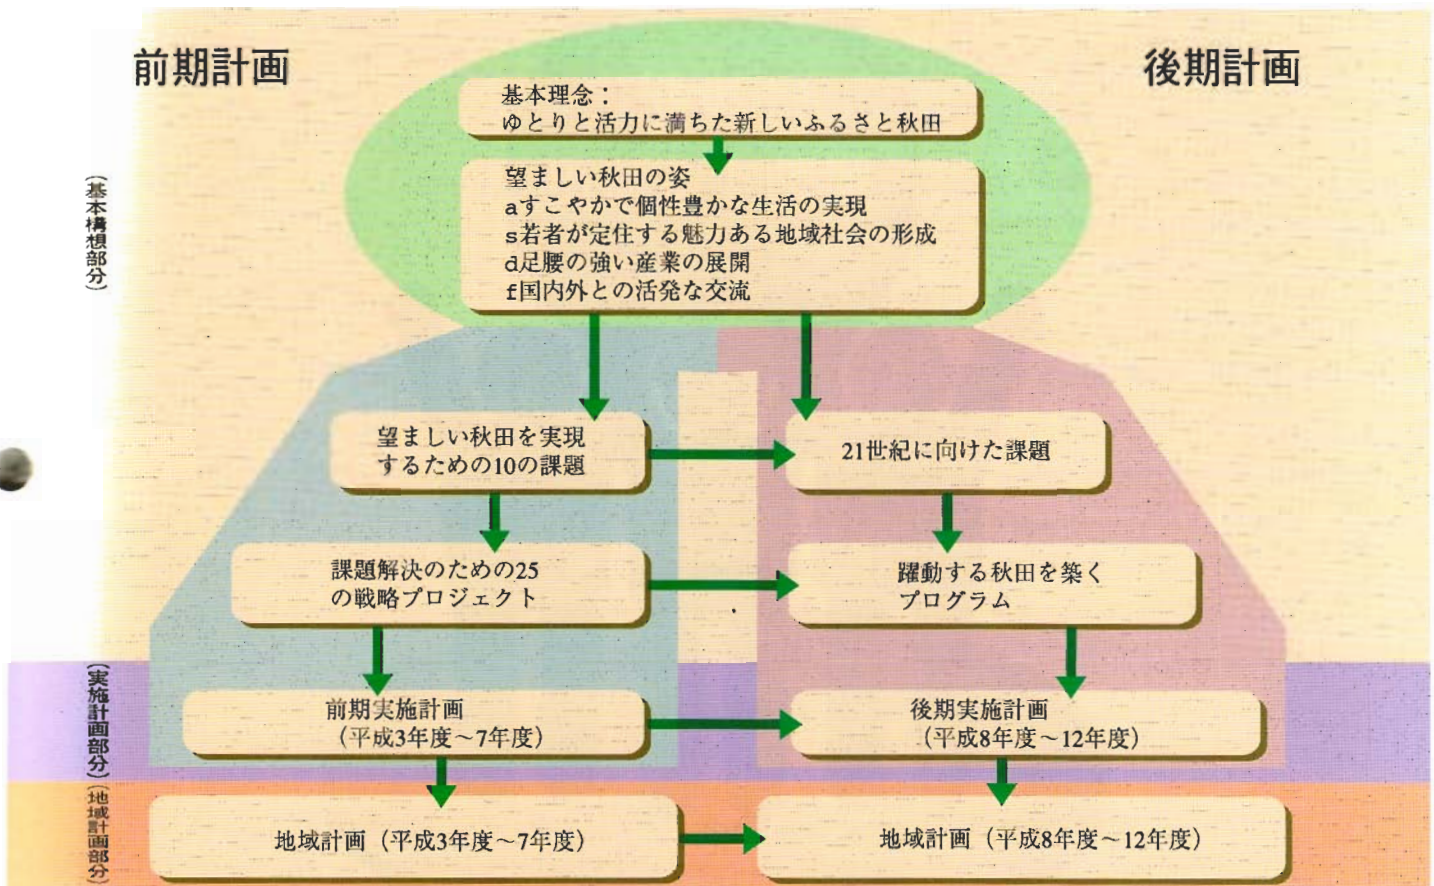 前期計画
後期計画
(基本構想部分)
基本理念：
ゆとりと活力に満ちた新しいふるさと秋田
望ましい秋田の姿
aすこやかで個性豊かな生活の実現
s若者が定住する魅力ある地域社会の形成
d足腰の強い産業の展開
f国内外との活発な交流
望ましい秋田を実現
するための10の課題
21世紀に向けた課題
課題解決のための25
の戦略プロジェクト
躍動する秋田を築く
プログラム
(実施計画部分)
前期実施計画
（平成3年度～7年度）
後期実施計画
（平成8年度～12年度）
(地域計画部分)
地域計画（平成3年度～7年度）
地域計画（平成8年度～12年度）